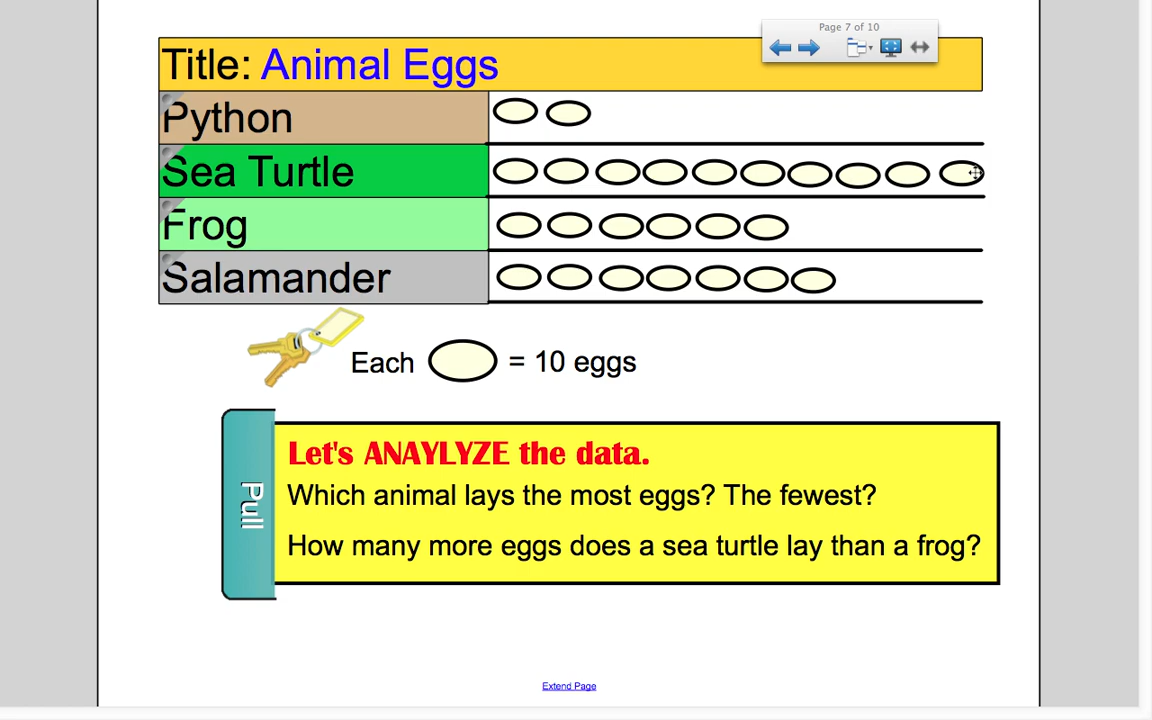 Page 7 of 10
Title: Animal Eggs
Python
Sea Turtle
Frog
Salamander
Each = 10 eggs
Pull
Let's ANAYLYZE the data.
Which animal lays the most eggs? The fewest?
How many more eggs does a sea turtle lay than a frog?
Extend Page